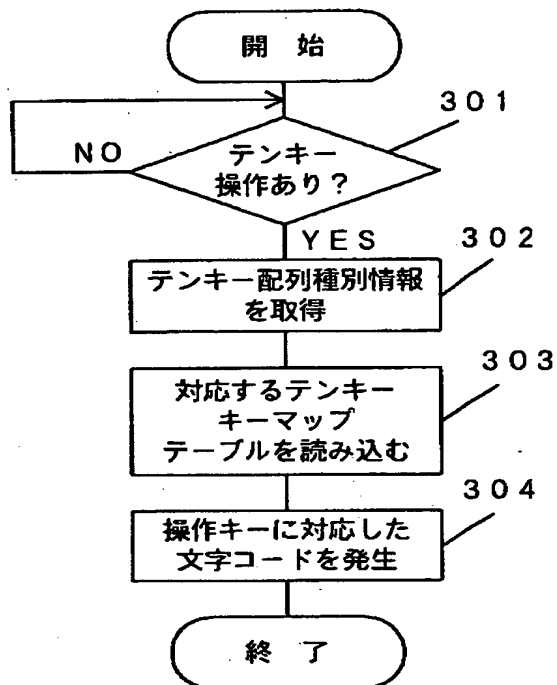 開 始
301
NO
テンキー
操作あり?
YES
302
テンキー配列種別情報
を取得
303
対応するテンキー
キーマップ
テーブルを読み込む
304
操作キーに対応した
文字コードを発生
終 了